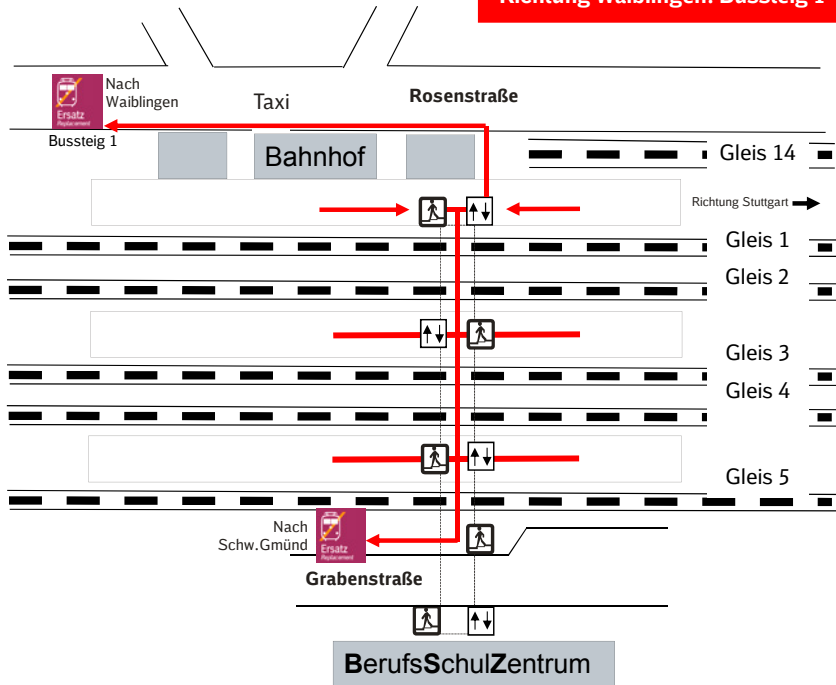 Richtung Waiblingen: Bussteig 1
Nach
Waiblingen
Taxi
Rosenstraße
Ersatz
Replacement
Bussteig 1
Bahnhof
Gleis 14
Richtung Stuttgart
Gleis 1
Gleis 2
Gleis 3
Gleis 4
Gleis 5
Nach
Schw.Gmünd
Ersatz
Replacement
Grabenstraße
BerufsSchulZentrum